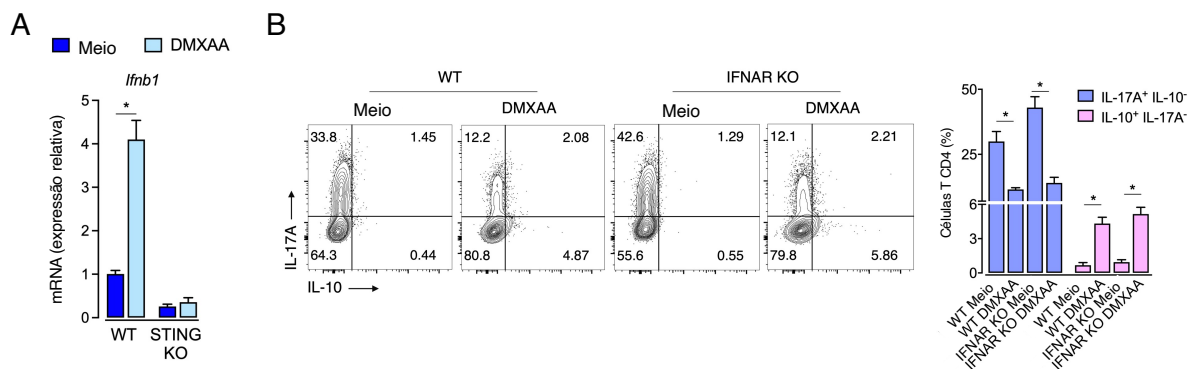 A
Meio
DMXAA
Ifnb1
mRNA (expressão relativa)
5
4
3
2
1
0
*
WT
STING
KO
B
WT
IFNAR KO
Meio
DMXAA
Meio
DMXAA
33.8
1.45
12.2
2.08
42.6
1.29
12.1
2.21
64.3
0.44
80.8
4.87
55.6
0.55
79.8
5.86
IL-17A
IL-10
Células T CD4 (%)
50
25
6
3
0
*
*
*
*
IL-17A⁺ IL-10⁻
IL-10⁺ IL-17A⁻
WT Meio
WT DMXAA
IFNAR KO Meio
IFNAR KO DMXAA
WT Meio
WT DMXAA
IFNAR KO Meio
IFNAR KO DMXAA